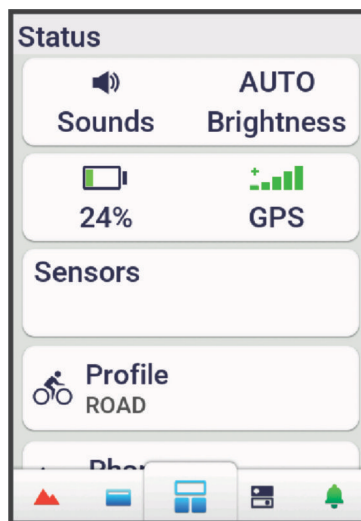 Status
AUTO
Sounds Brightness
24% GPS
Sensors
Profile
ROAD